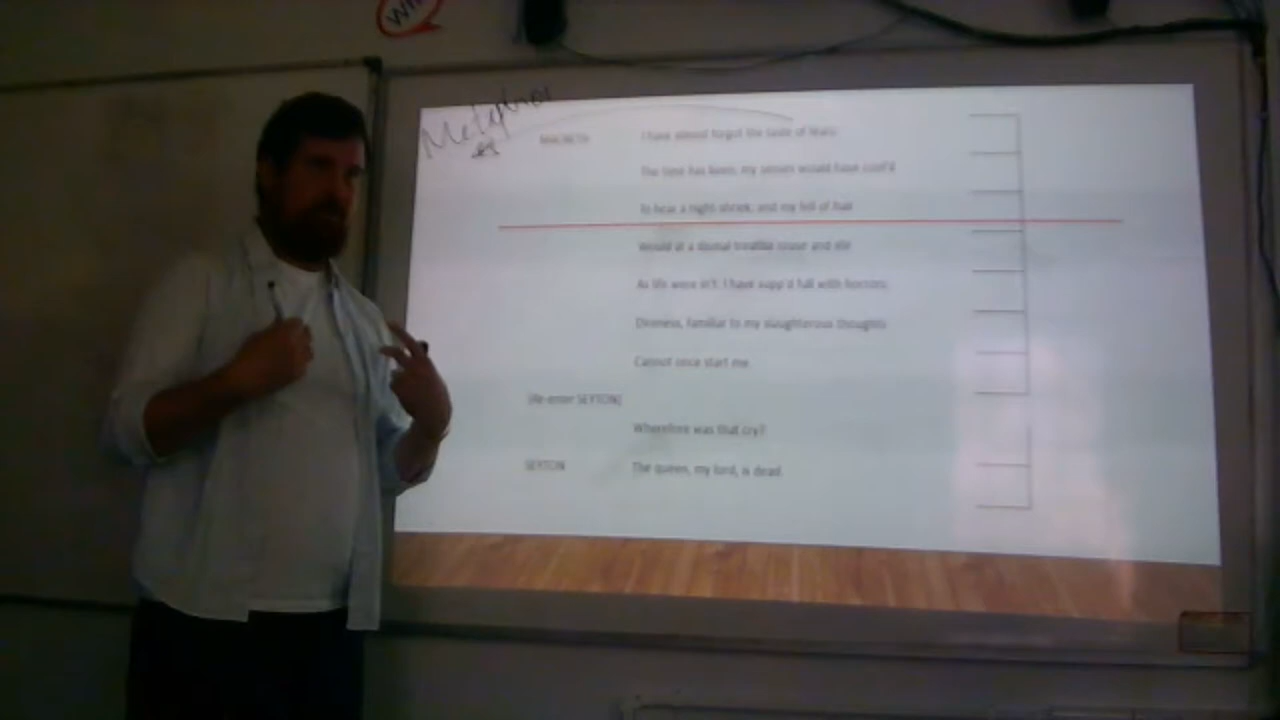 Wh
Metaphor
MACBETH I have almost forgot the taste of fears:
The time has been, my senses would have cool'd
To hear a night-shriek; and my fell of hair
Would at a dismal treatise rouse and stir
As life were in't: I have supp'd full with horrors;
Direness, familiar to my slaughterous thoughts
Cannot once start me.
[Re-enter SEYTON]
Wherefore was that cry?
SEYTON The queen, my lord, is dead.